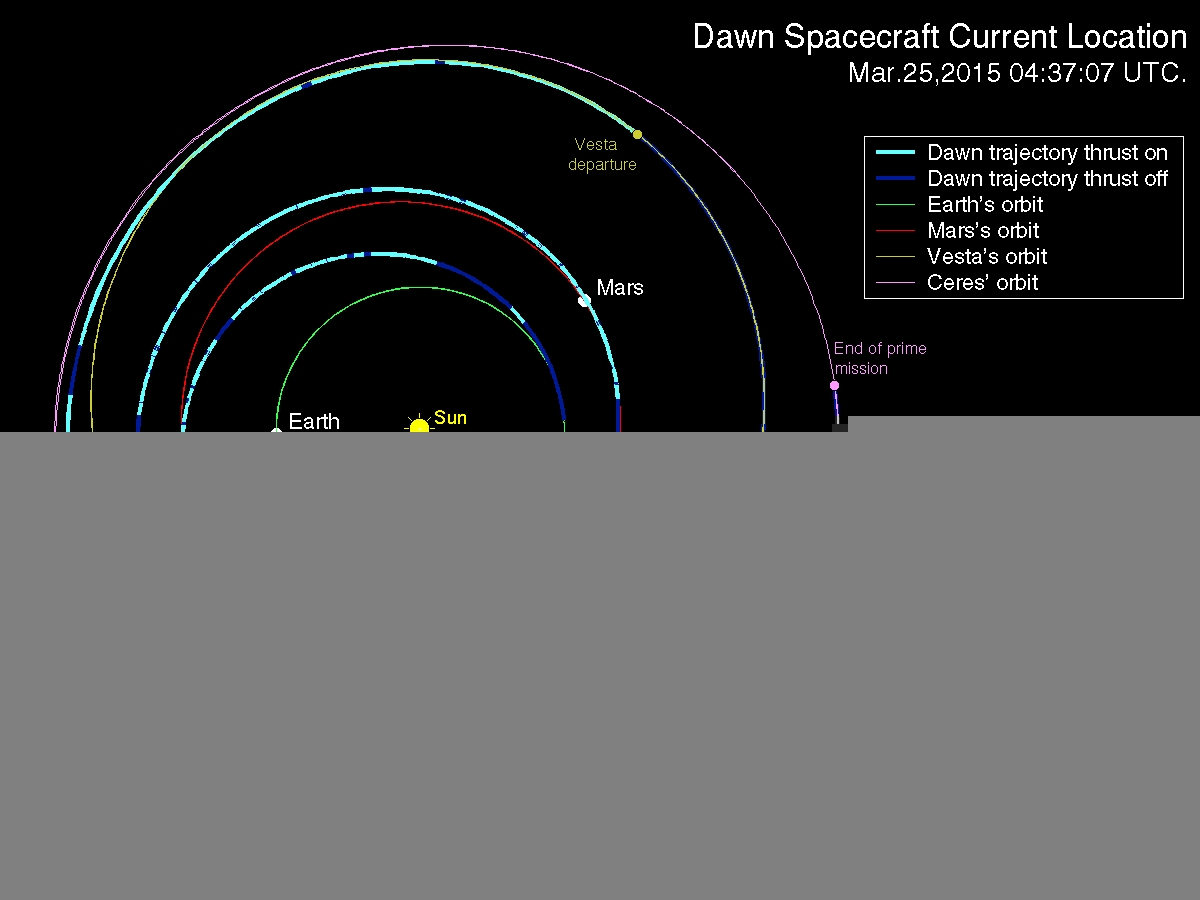 Dawn Spacecraft Current Location
Mar.25,2015 04:37:07 UTC.
Vesta
departure
Dawn trajectory thrust on
Dawn trajectory thrust off
Earth's orbit
Mars's orbit
Vesta's orbit
Ceres' orbit
Mars
End of prime
mission
Earth
Sun